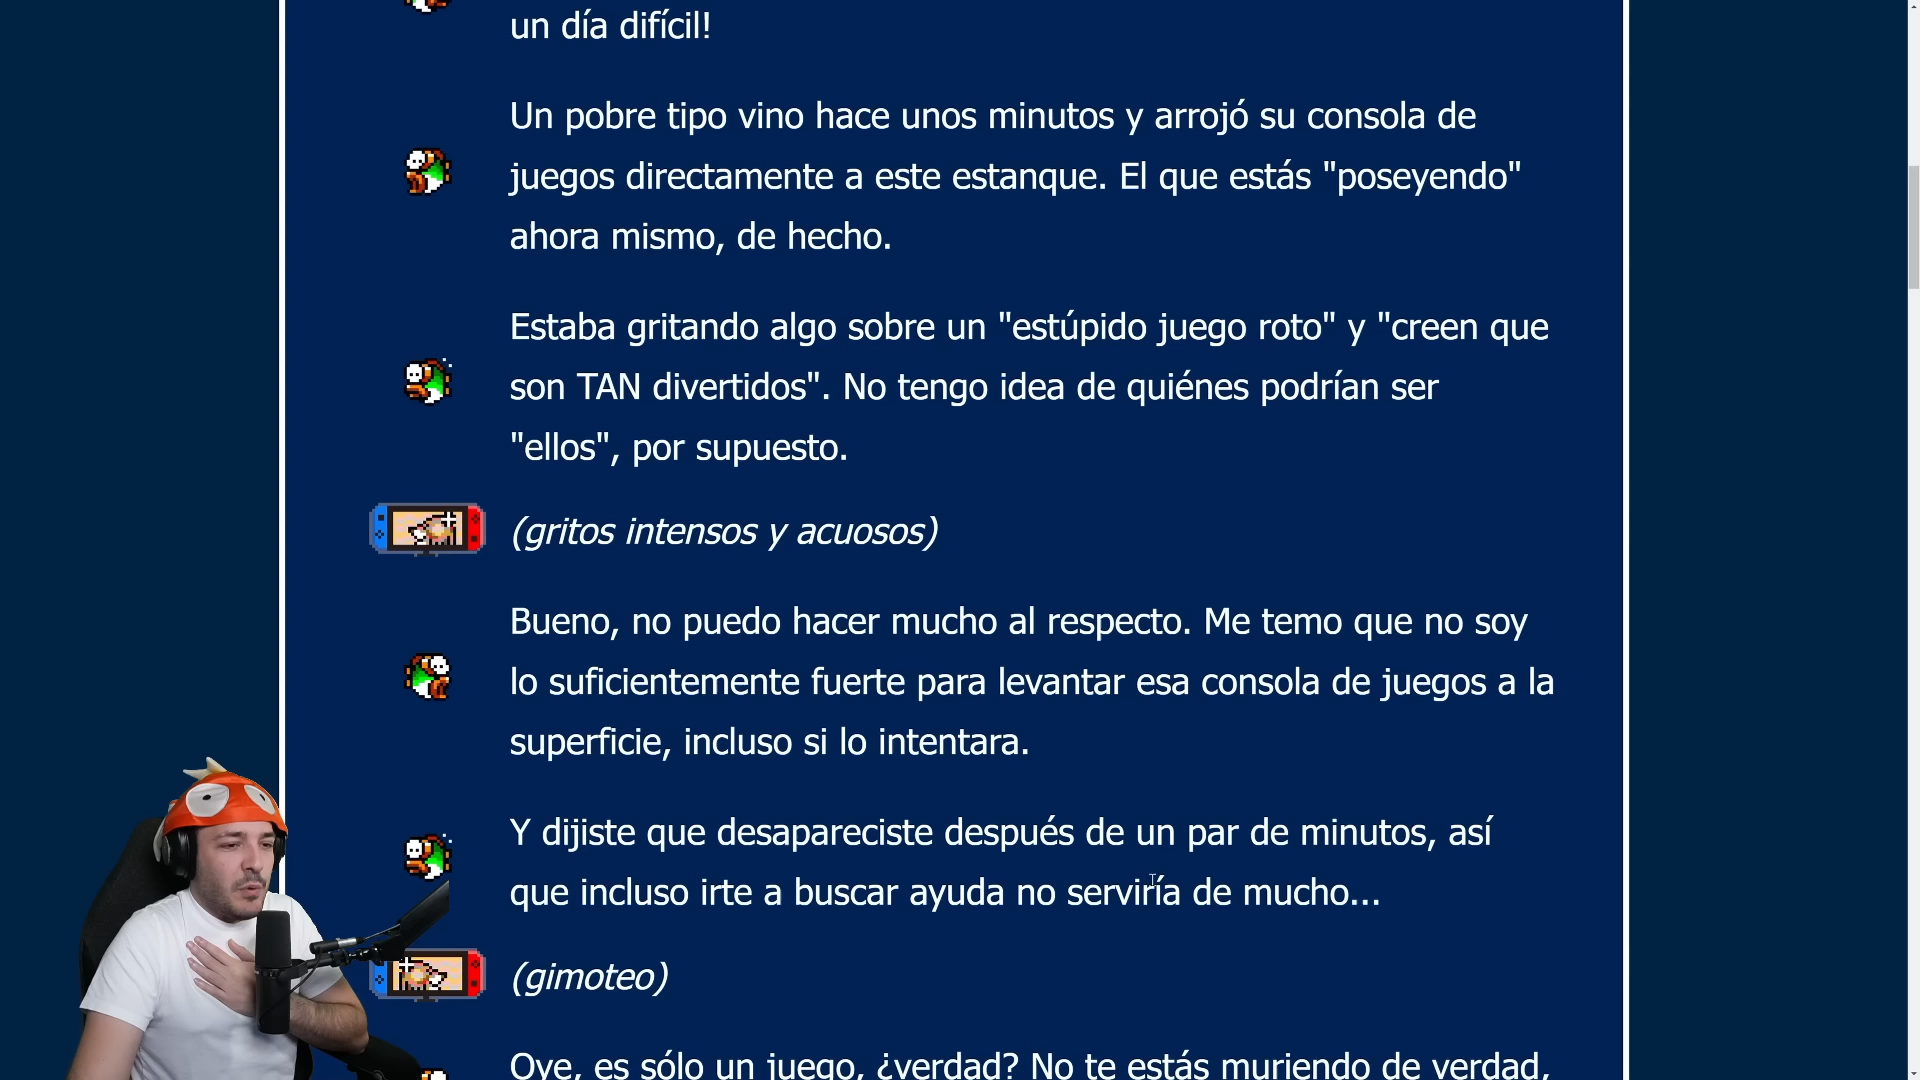 un día difícil!
Un pobre tipo vino hace unos minutos y arrojó su consola de
juegos directamente a este estanque. El que estás "poseyendo"
ahora mismo, de hecho.
Estaba gritando algo sobre un "estúpido juego roto" y "creen que
son TAN divertidos". No tengo idea de quiénes podrían ser
"ellos", por supuesto.
(gritos intensos y acuosos)
Bueno, no puedo hacer mucho al respecto. Me temo que no soy
lo suficientemente fuerte para levantar esa consola de juegos a la
superficie, incluso si lo intentara.
Y dijiste que desapareciste después de un par de minutos, así
que incluso irte a buscar ayuda no serviría de mucho...
(gimoteo)
Oye, es sólo un juego, ¿verdad? No te estás muriendo de verdad,